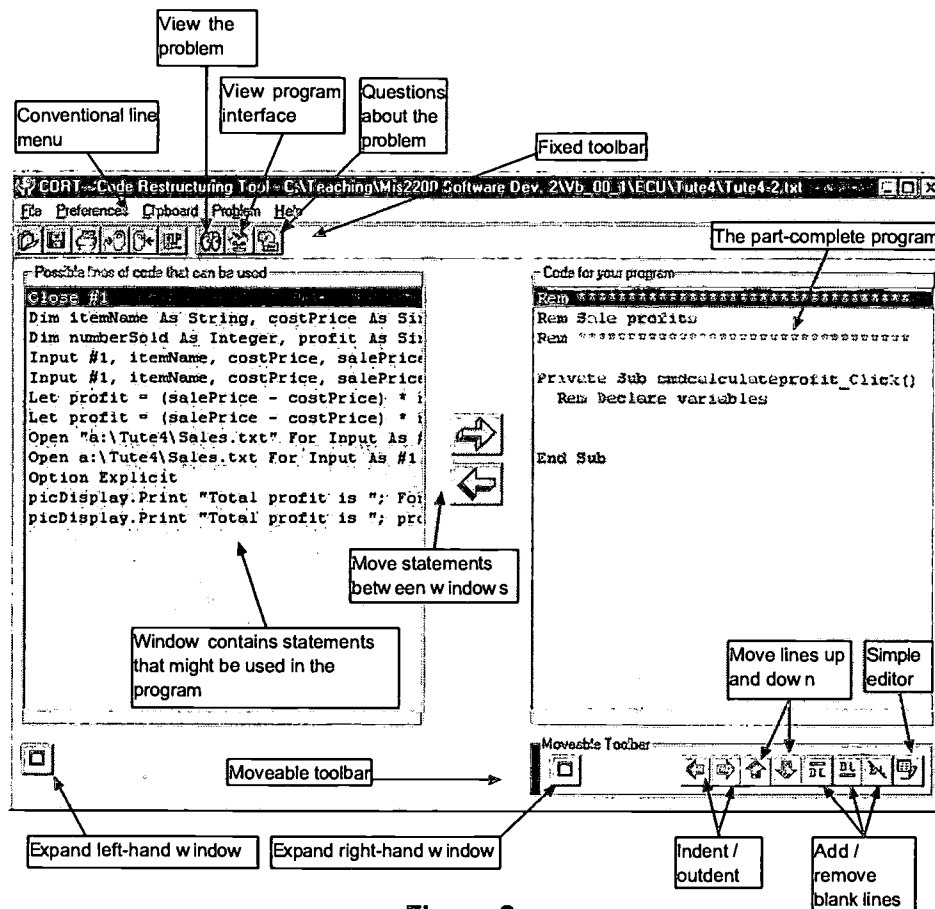 View the
problem
View program
interface
Questions
about the
problem
Conventional line
menu
Fixed toolbar
CORT--Code Restructuring Tool - C:\Teaching\Mis2200 Software Dev. 2\Vb_00_1\ECU\Tute4\Tute4-2.txt
File Preferences Clipboard Problem Help
The part-complete program
Possible lines of code that can be used
Close #1
Dim itemName As String, costPrice As Sin
Dim numberSold As Integer, profit As Sin
Input #1, itemName, costPrice, salePrice
Input #1, itemName, costPrice, salePrice
Let profit = (salePrice - costPrice) *
Let profit = (salePrice - costPrice) *
Open "a:\Tute4\Sales.txt" For Input As #
Open a:\Tute4\Sales.txt For Input As #1
Option Explicit
picDisplay.Print "Total profit is "; For
picDisplay.Print "Total profit is "; pro
Code for your program
Rem *********************************
Rem Sale profits
Rem *********************************
Private Sub cmdcalculateprofit_Click()
Rem Declare variables
End Sub
Move statements
between windows
Window contains statements
that might be used in the
program
Move lines up
and down
Simple
editor
Moveable toolbar
Moveable Toolbar
Expand left-hand window
Expand right-hand window
Indent /
outdent
Add /
remove
blank lines